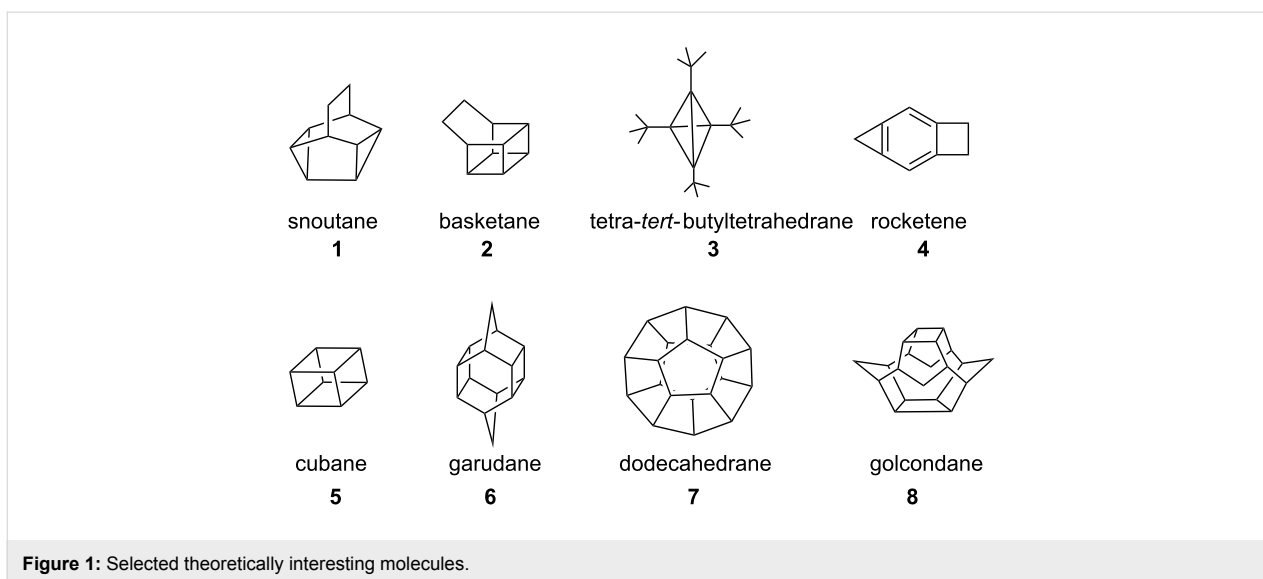 snoutane basketane tetra-tert-butyltetrahedrane rocketene
1 2 3 4
cubane garudane dodecahedrane golcondane
5 6 7 8
Figure 1: Selected theoretically interesting molecules.